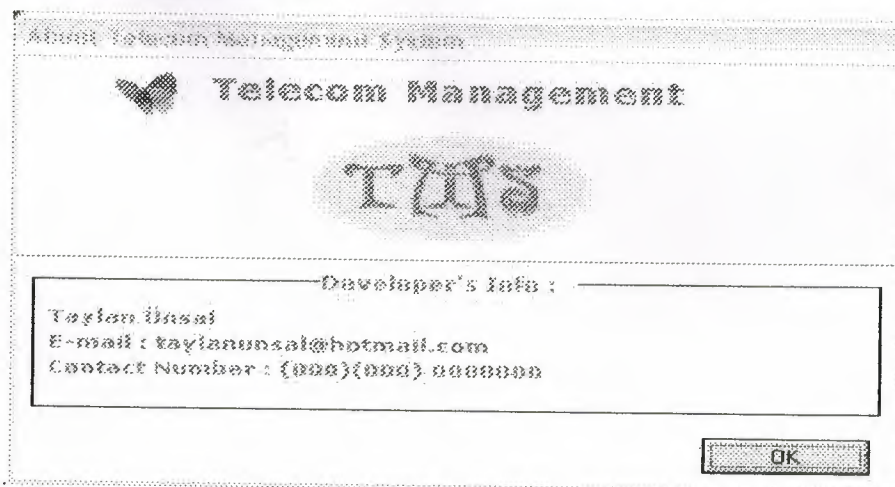 About Telecom Management System
Telecom Management
TMS
Developer's Info :
Taylan Ünsal
E-mail : taylanunsal@hotmail.com
Contact Number : (000)(000) 0000000
OK